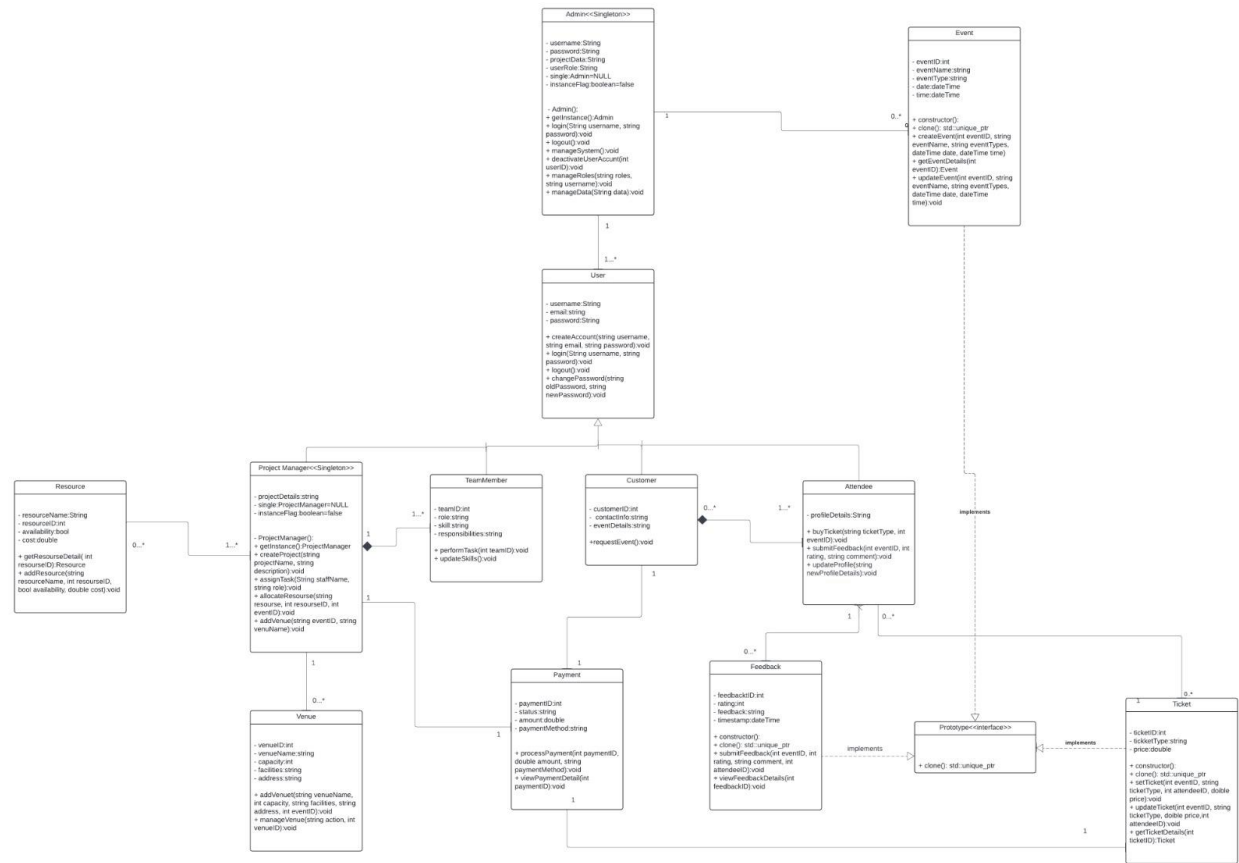 Admin<<Singleton>>
- username:String
- password:String
- projectData:String
- userRole:String
- single:Admin=NULL
- instanceFlag:boolean=false
- Admin():
+ getInstance():Admin
+ login(String username, string
password):void
+ logout():void
+ manageSystem():void
+ deactivateUserAccunt(int
userID):void
+ manageRoles(string roles,
string username):void
+ manageData(String data):void
Event
- eventID:int
- eventName:string
- eventType:string
- date:dateTime
- time:dateTime
+ constructor():
+ clone(): std::unique_ptr
+ createEvent(int eventID, string
eventName, string eventTypes,
dateTime date, dateTime time)
+ getEventDetails(int
eventID):Event
+ updateEvent(int eventID, string
eventName, string eventTypes,
dateTime date, dateTime
time):void
1
0...*
0
1
1...*
User
- username:String
- email:string
- password:String
+ createAccount(string username,
string email, string password):void
+ login(String username, string
password):void
+ logout():void
+ changePassword(string
oldPassword, string
newPassword):void
Resource
- resourceName:String
- resourceID:int
- availability:bool
- cost:double
+ getResourseDetail( int
resourseID):Resource
+ addResource(string
resourceName, int resourseID,
bool availability, double cost):void
0...*
1...*
Project Manager<<Singleton>>
- projectDetails:string
- single:ProjectManager=NULL
- instanceFlag boolean=false
- ProjectManager():
+ getInstance():ProjectManager
+ createProject(string
projectName, string
description):void
+ assignTask(String staffName,
string role):void
+ allocateResourse(string
resourse, int resourseID, int
eventID):void
+ addVenue(string eventID, string
venuName):void
1
1...*
1
TeamMember
- teamID:int
- role:string
- skill:string
- responsibilities:string
+ performTask(int teamID):void
+ updateSkills():void
Customer
- customerID:int
- contactInfo:string
- eventDetails:string
+requestEvent():void
0...*
1...*
1
Attendee
- profileDetails:String
+ buyTicket(string ticketType, int
eventID):void
+ submitFeedback(int eventID, int
rating, string comment):void
+ updateProfile(string
newProfileDetails):void
implements
1
0...*
1
0...*
0...*
Venue
- venueID:int
- venueName:string
- capacity:int
- facilities:string
- address:string
+ addVenuet(string venueName,
int capacity, string facilities, string
address, int eventID):void
+ manageVenue(string action, int
venueID):void
1
1
Payment
- paymentID:int
- status:string
- amount:double
- paymentMethod:string
+ processPayment(int paymentID,
double amount, string
paymentMethod):void
+ viewPaymentDetail(int
paymentID):void
1
Feedback
- feedbacktID:int
- rating:int
- feedback:string
- timestamp:dateTime
+ constructor():
+ clone(): std::unique_ptr
+ submitFeedback(int eventID, int
rating, string comment, int
attendeeID):void
+ viewFeedbackDetails(int
feedbackID):void
implements
Prototype<<interface>>
+ clone(): std::unique_ptr
implements
0..*
1
Ticket
- ticketID:int
- tickketType:string
- price:double
+ constructor():
+ clone(): std::unique_ptr
+ setTicket(int eventID, string
ticketType, int attendeeID, doible
price):void
+ updateTicket(int eventID, string
ticketType, doible price,int
attendeeID):void
+ getTicketDetails(int
ticketID):Ticket
1